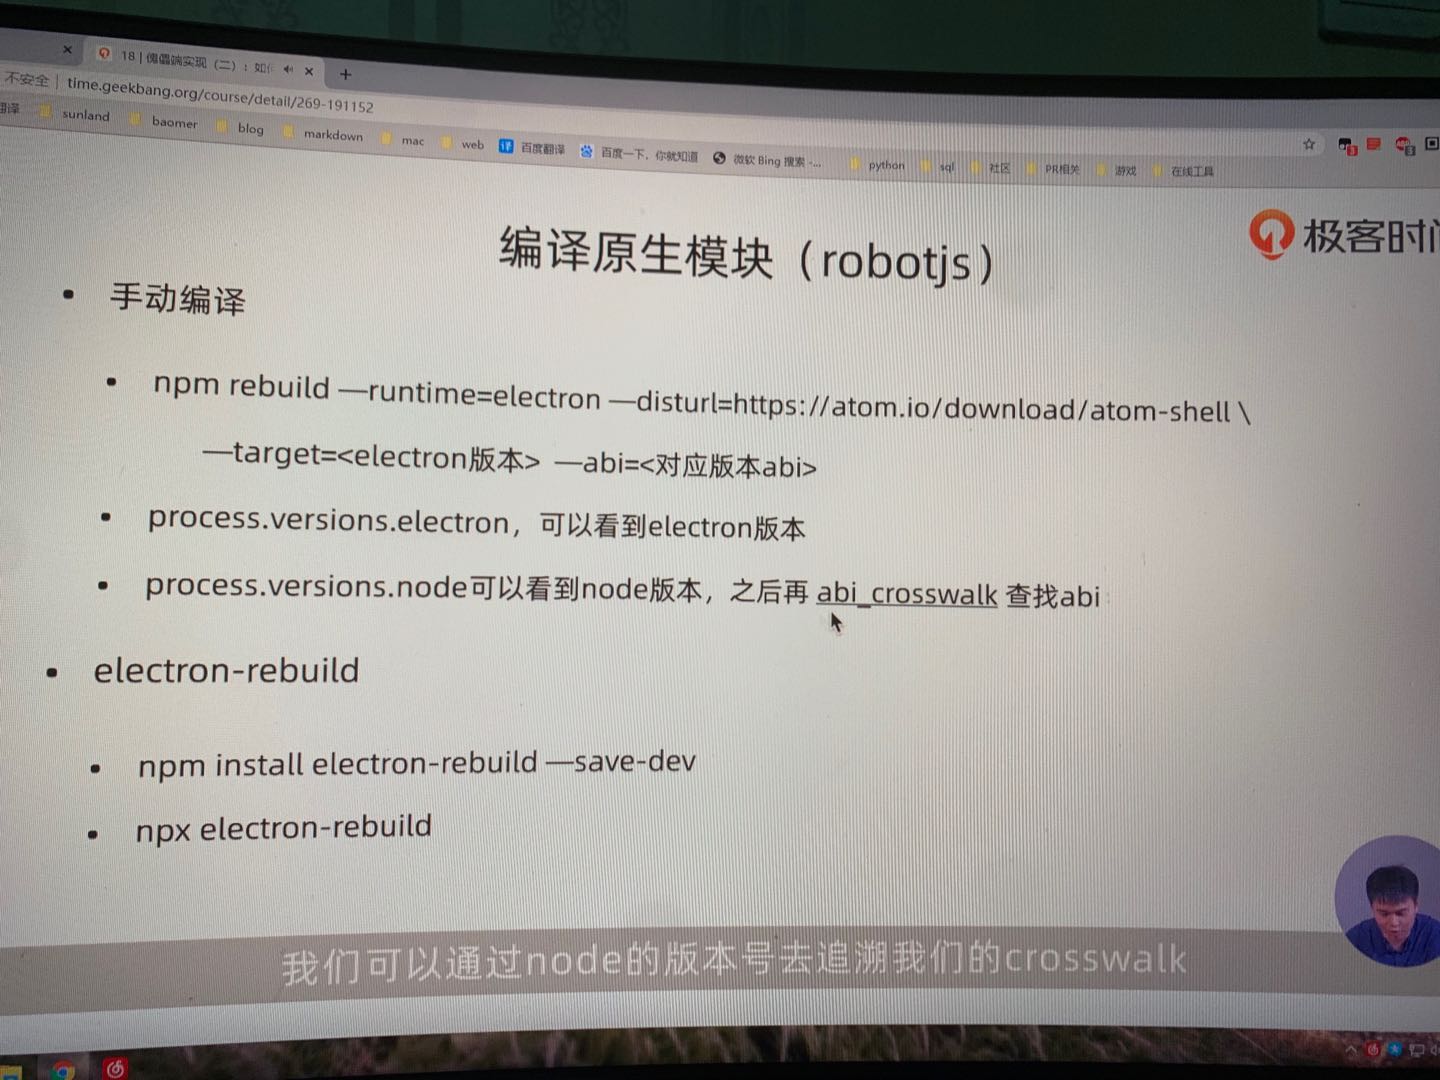 18 | 傀儡端实现（二）：如何
不安全 | time.geekbang.org/course/detail/269-191152
翻译 sunland baomer blog markdown mac web 译 百度翻译 百度一下，你就知道 微软 Bing 搜索 -... python sql 社区 PR相关 游戏 在线工具
极客时间
编译原生模块（robotjs）
• 手动编译
• npm rebuild —runtime=electron —disturl=https://atom.io/download/atom-shell \
—target=<electron版本> —abi=<对应版本abi>
• process.versions.electron，可以看到electron版本
• process.versions.node可以看到node版本，之后再 abi_crosswalk 查找abi
• electron-rebuild
• npm install electron-rebuild —save-dev
• npx electron-rebuild
我们可以通过node的版本号去追溯我们的crosswalk